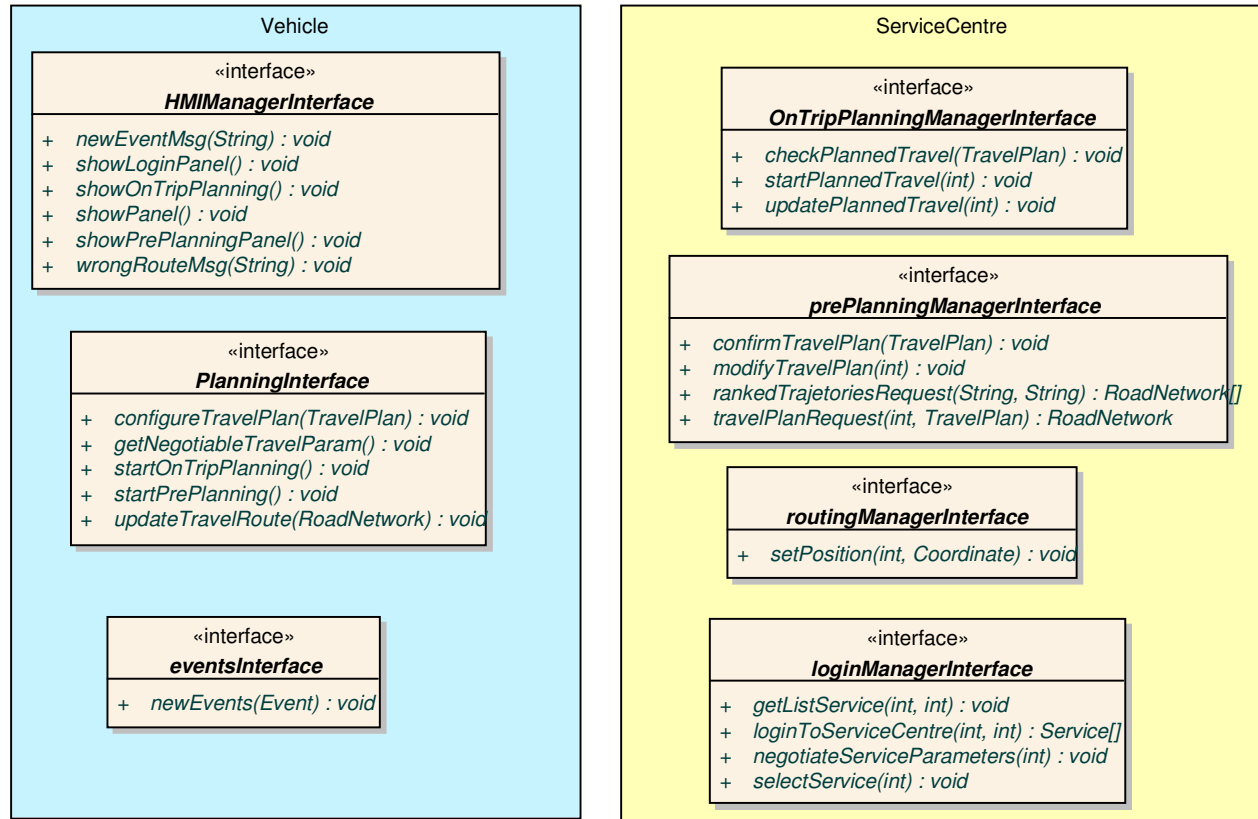 Vehicle
«interface»
HMIManagerInterface
+ newEventMsg(String) : void
+ showLoginPanel() : void
+ showOnTripPlanning() : void
+ showPanel() : void
+ showPrePlanningPanel() : void
+ wrongRouteMsg(String) : void
«interface»
PlanningInterface
+ configureTravelPlan(TravelPlan) : void
+ getNegotiableTravelParam() : void
+ startOnTripPlanning() : void
+ startPrePlanning() : void
+ updateTravelRoute(RoadNetwork) : void
«interface»
eventsInterface
+ newEvents(Event) : void
ServiceCentre
«interface»
OnTripPlanningManagerInterface
+ checkPlannedTravel(TravelPlan) : void
+ startPlannedTravel(int) : void
+ updatePlannedTravel(int) : void
«interface»
prePlanningManagerInterface
+ confirmTravelPlan(TravelPlan) : void
+ modifyTravelPlan(int) : void
+ rankedTrajetoriesRequest(String, String) : RoadNetwork[]
+ travelPlanRequest(int, TravelPlan) : RoadNetwork
«interface»
routingManagerInterface
+ setPosition(int, Coordinate) : void
«interface»
loginManagerInterface
+ getListService(int, int) : void
+ loginToServiceCentre(int, int) : Service[]
+ negotiateServiceParameters(int) : void
+ selectService(int) : void